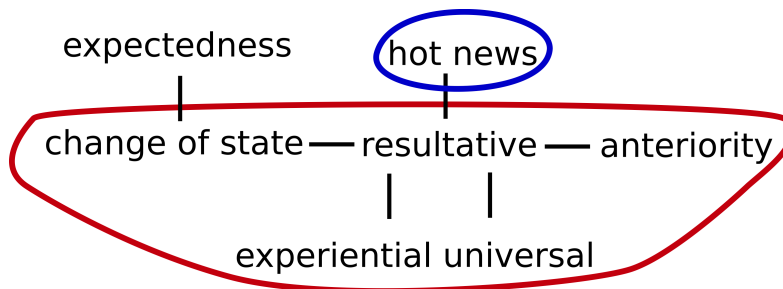 expectedness hot news
change of state resultative anteriority
experiential universal